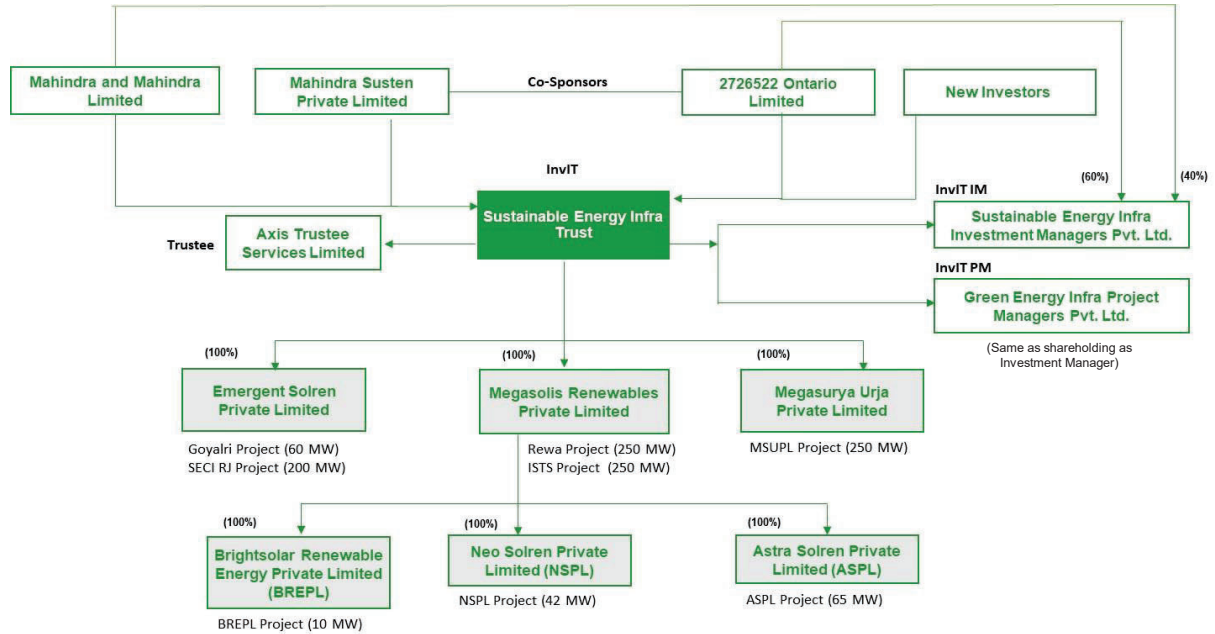 Mahindra and Mahindra
Limited
Mahindra Susten
Private Limited
Co-Sponsors
2726522 Ontario
Limited
New Investors
InvIT
(60%)
(40%)
Sustainable Energy Infra
Trust
Trustee
Axis Trustee
Services Limited
InvIT IM
Sustainable Energy Infra
Investment Managers Pvt. Ltd.
InvIT PM
Green Energy Infra Project
Managers Pvt. Ltd.
(Same as shareholding as
Investment Manager)
(100%)
(100%)
(100%)
Emergent Solren
Private Limited
Megasolis Renewables
Private Limited
Megasurya Urja
Private Limited
Goyalri Project (60 MW)
SECI RJ Project (200 MW)
Rewa Project (250 MW)
ISTS Project (250 MW)
MSUPL Project (250 MW)
(100%)
(100%)
(100%)
Brightsolar Renewable
Energy Private Limited
(BREPL)
Neo Solren Private
Limited (NSPL)
Astra Solren Private
Limited (ASPL)
BREPL Project (10 MW)
NSPL Project (42 MW)
ASPL Project (65 MW)